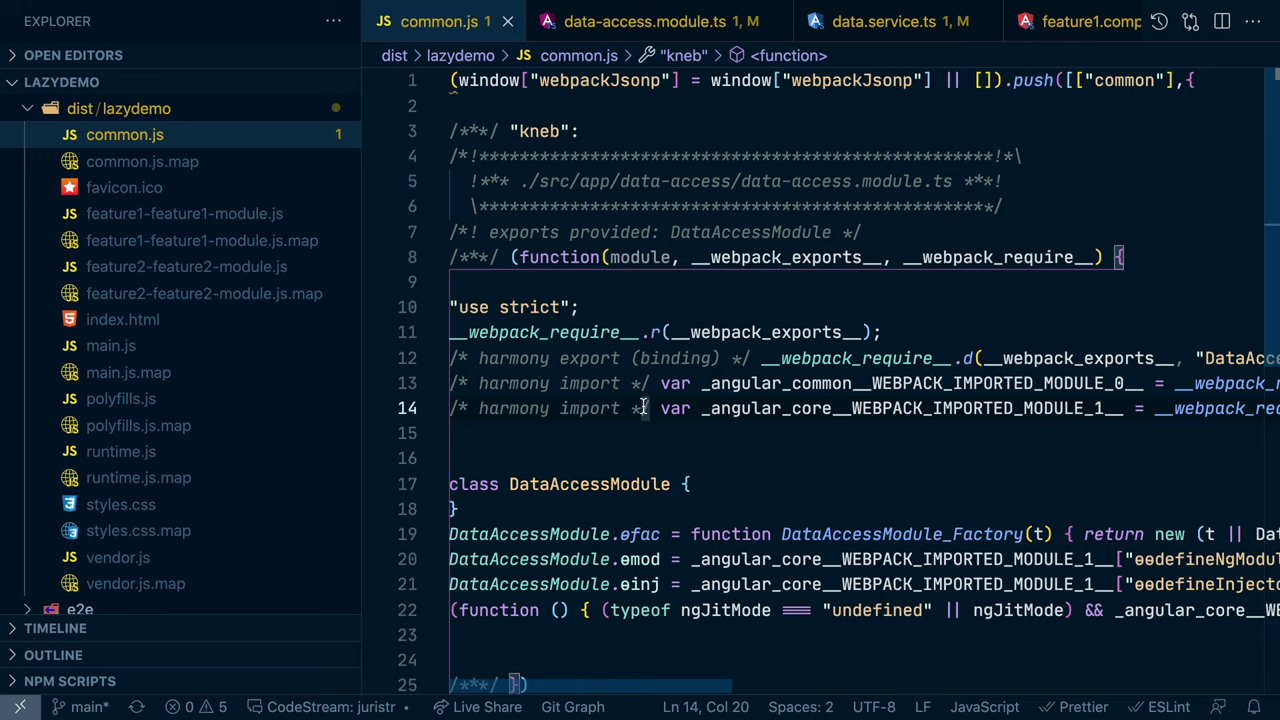 EXPLORER
common.js 1
data-access.module.ts 1, M
data.service.ts 1, M
feature1.comp
OPEN EDITORS
dist > lazydemo > JS common.js > "kneb" > <function>
LAZYDEMO
dist / lazydemo
JS common.js 1
common.js.map
favicon.ico
JS feature1-feature1-module.js
feature1-feature1-module.js.map
JS feature2-feature2-module.js
feature2-feature2-module.js.map
index.html
JS main.js
main.js.map
JS polyfills.js
polyfills.js.map
JS runtime.js
runtime.js.map
styles.css
styles.css.map
JS vendor.js
vendor.js.map
e2e
TIMELINE
OUTLINE
NPM SCRIPTS
1 (window["webpackJsonp"] = window["webpackJsonp"] || []).push([["common"],{
2
3 /***/ "kneb":
4 /*!**************************************************!*\
5 !*** ./src/app/data-access/data-access.module.ts ***!
6 \**************************************************/
7 /*! exports provided: DataAccessModule */
8 /***/ (function(module, __webpack_exports__, __webpack_require__) {
9
10 "use strict";
11 __webpack_require__.r(__webpack_exports__);
12 /* harmony export (binding) */ __webpack_require__.d(__webpack_exports__, "DataAc
13 /* harmony import */ var _angular_common__WEBPACK_IMPORTED_MODULE_0__ = __webpack_re
14 /* harmony import */ var _angular_core__WEBPACK_IMPORTED_MODULE_1__ = __webpack_req
15
16
17 class DataAccessModule {
18 }
19 DataAccessModule.ɵfac = function DataAccessModule_Factory(t) { return new (t || Dat
20 DataAccessModule.ɵmod = _angular_core__WEBPACK_IMPORTED_MODULE_1__["ɵɵdefineNgModul
21 DataAccessModule.ɵinj = _angular_core__WEBPACK_IMPORTED_MODULE_1__["ɵɵdefineInjecto
22 (function () { (typeof ngJitMode === "undefined" || ngJitMode) && _angular_core__W
23
24
25 /***/ })
main* 0 5 CodeStream: juristr Live Share Git Graph Ln 14, Col 20 Spaces: 2 UTF-8 LF JavaScript Prettier ESLint